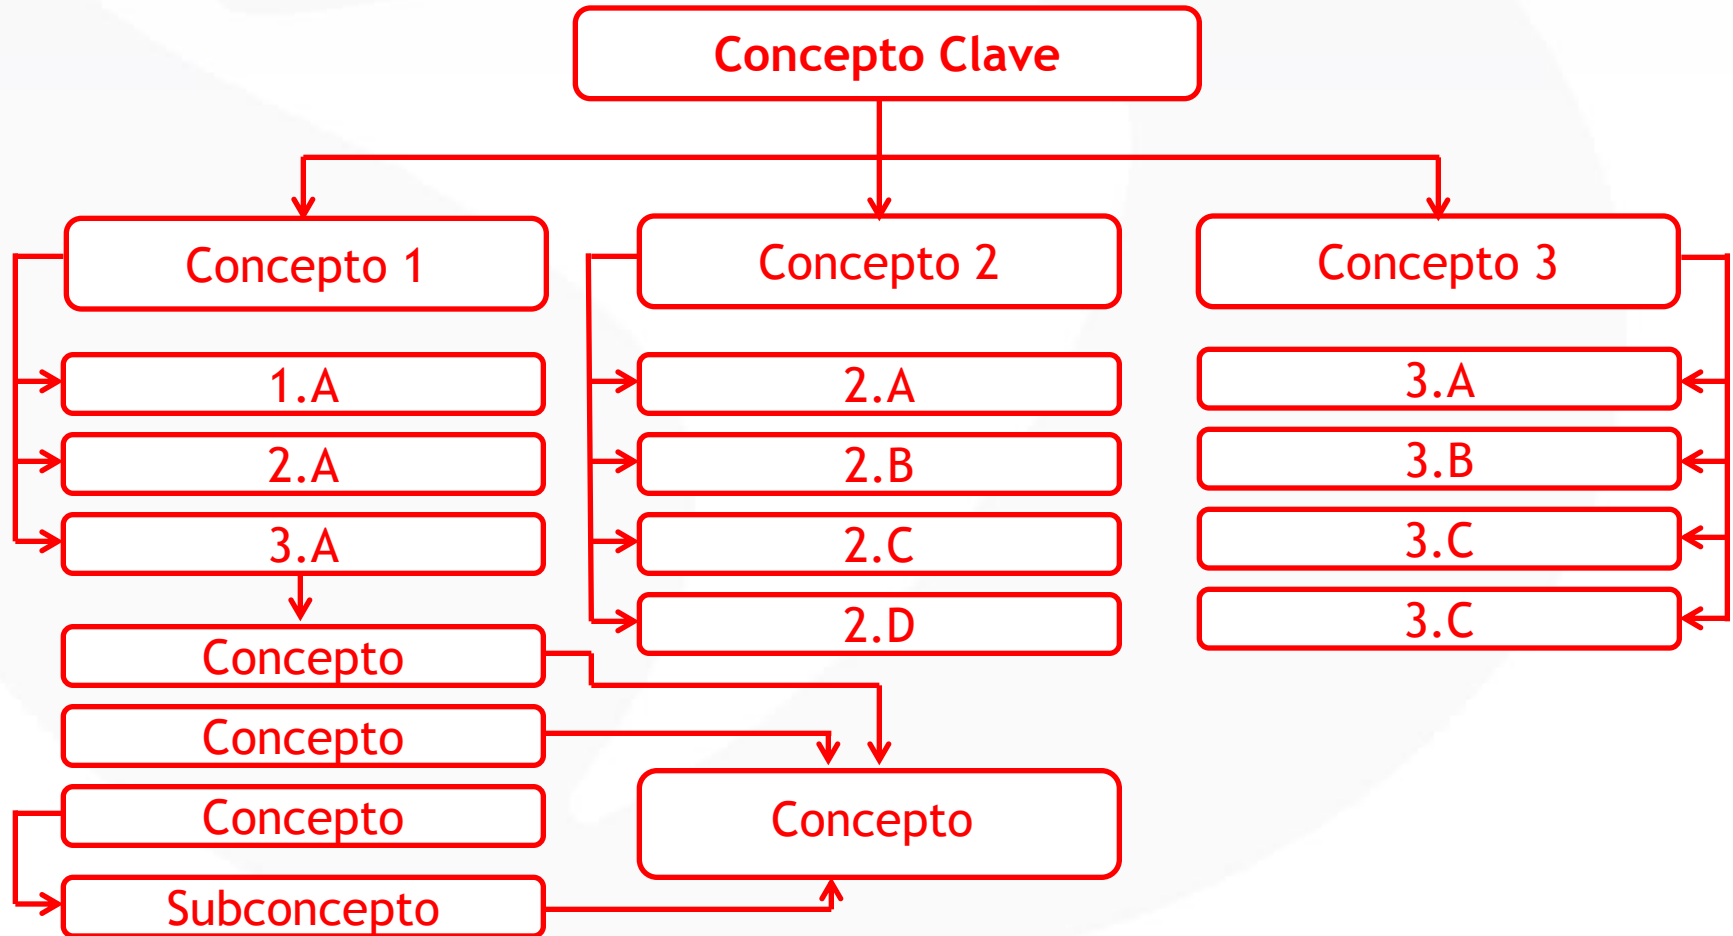 Concepto Clave
Concepto 1
Concepto 2
Concepto 3
1.A
2.A
3.A
2.A
2.B
2.C
2.D
3.A
3.B
3.C
3.C
Concepto
Concepto
Concepto
Subconcepto
Concepto